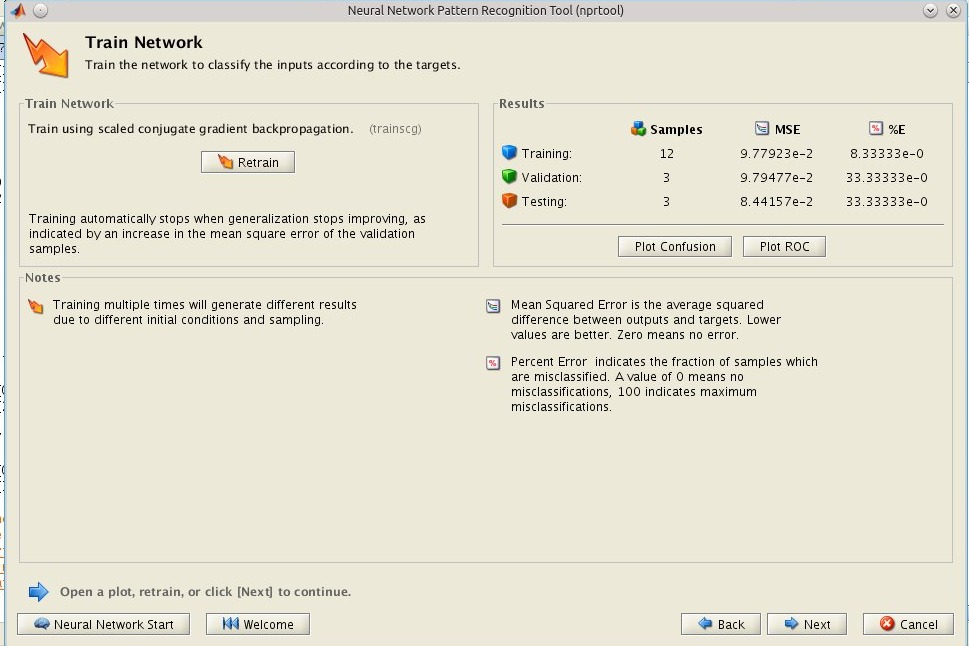 Neural Network Pattern Recognition Tool (nprtool)
Train Network
Train the network to classify the inputs according to the targets.
Train Network
Train using scaled conjugate gradient backpropagation. (trainscg)
Retrain
Training automatically stops when generalization stops improving, as
indicated by an increase in the mean square error of the validation
samples.
Results
Samples MSE %E
Training: 12 9.77923e-2 8.33333e-0
Validation: 3 9.79477e-2 33.33333e-0
Testing: 3 8.44157e-2 33.33333e-0
Plot Confusion Plot ROC
Notes
Training multiple times will generate different results
due to different initial conditions and sampling.
Mean Squared Error is the average squared
difference between outputs and targets. Lower
values are better. Zero means no error.
Percent Error indicates the fraction of samples which
are misclassified. A value of 0 means no
misclassifications, 100 indicates maximum
misclassifications.
Open a plot, retrain, or click [Next] to continue.
Neural Network Start Welcome Back Next Cancel